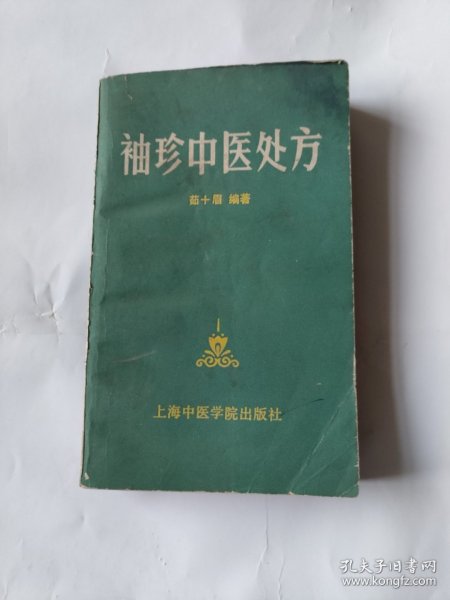 袖珍中医处方
茹十眉 编著
上海中医学院出版社
孔夫子旧书网
www.kongfz.com